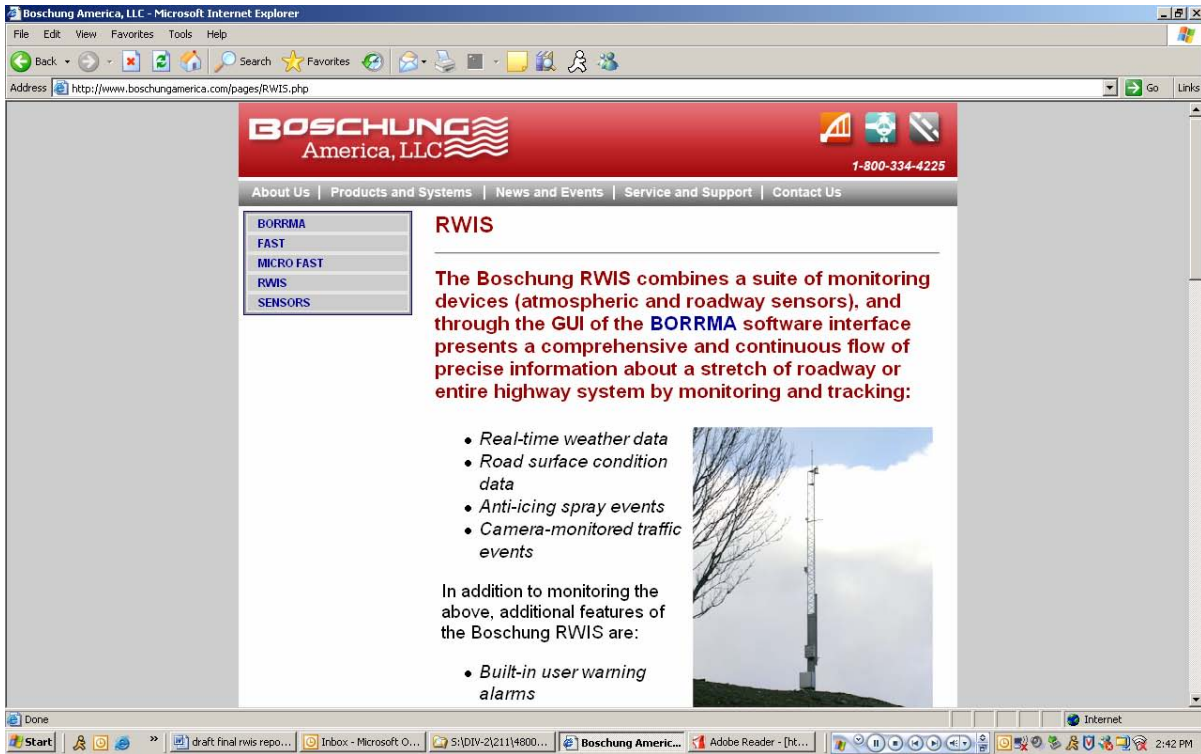 Boschung America, LLC - Microsoft Internet Explorer
File Edit View Favorites Tools Help
Back Search Favorites
Address http://www.boschungamerica.com/pages/RWIS.php Go Links
BOSCHUNG
America, LLC
1-800-334-4225
About Us | Products and Systems | News and Events | Service and Support | Contact Us
BORRMA
FAST
MICRO FAST
RWIS
SENSORS
RWIS
The Boschung RWIS combines a suite of monitoring
devices (atmospheric and roadway sensors), and
through the GUI of the BORRMA software interface
presents a comprehensive and continuous flow of
precise information about a stretch of roadway or
entire highway system by monitoring and tracking:
• Real-time weather data
• Road surface condition
data
• Anti-icing spray events
• Camera-monitored traffic
events
In addition to monitoring the
above, additional features of
the Boschung RWIS are:
• Built-in user warning
alarms
Done Internet
Start » draft final rwis repo... Inbox - Microsoft O... S:\DIV-2\211\4800... Boschung Americ... Adobe Reader - [ht... 2:42 PM